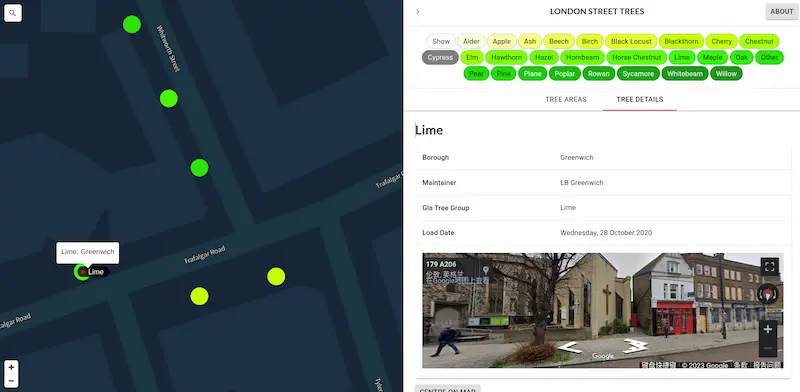 Whitworth Street
Trafalgar
Trafalgar Road
Lime, Greenwich
Lime
algar Road
Tyler
+
−
LONDON STREET TREES
ABOUT
Show Alder Apple Ash Beech Birch Black Locust Blackthorn Cherry Chestnut
Cypress Elm Hawthorn Hazel Hornbeam Horse Chestnut Lime Maple Oak Other
Pear Pine Plane Poplar Rowan Sycamore Whitebeam Willow
TREE AREAS TREE DETAILS
Lime
Borough Greenwich
Maintainer LB Greenwich
Gla Tree Group Lime
Load Date Wednesday, 28 October 2020
179 A206
伦敦, 英格兰
在Google地图上查看
+
−
Google
键盘快捷键 © 2023 Google 条款 报告问题
CENTRE ON MAP